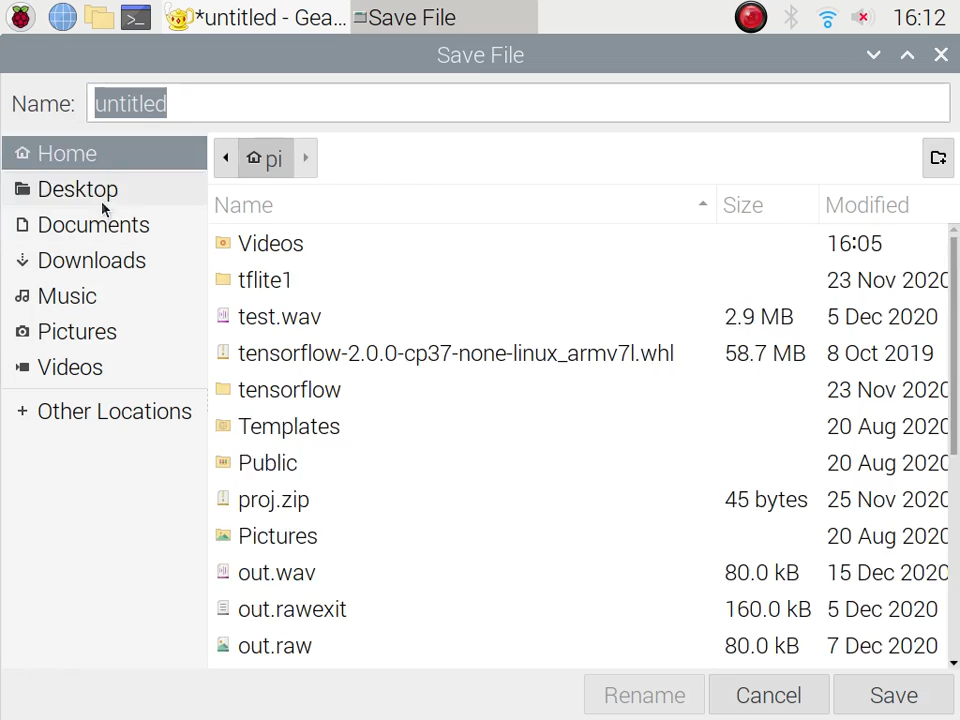 *untitled - Gea...
Save File
16:12
Save File
Name: untitled
Home
Desktop
Documents
Downloads
Music
Pictures
Videos
+ Other Locations
pi
Name Size Modified
Videos 16:05
tflite1 23 Nov 2020
test.wav 2.9 MB 5 Dec 2020
tensorflow-2.0.0-cp37-none-linux_armv7l.whl 58.7 MB 8 Oct 2019
tensorflow 23 Nov 2020
Templates 20 Aug 2020
Public 20 Aug 2020
proj.zip 45 bytes 25 Nov 2020
Pictures 20 Aug 2020
out.wav 80.0 kB 15 Dec 2020
out.rawexit 160.0 kB 5 Dec 2020
out.raw 80.0 kB 7 Dec 2020
Rename Cancel Save